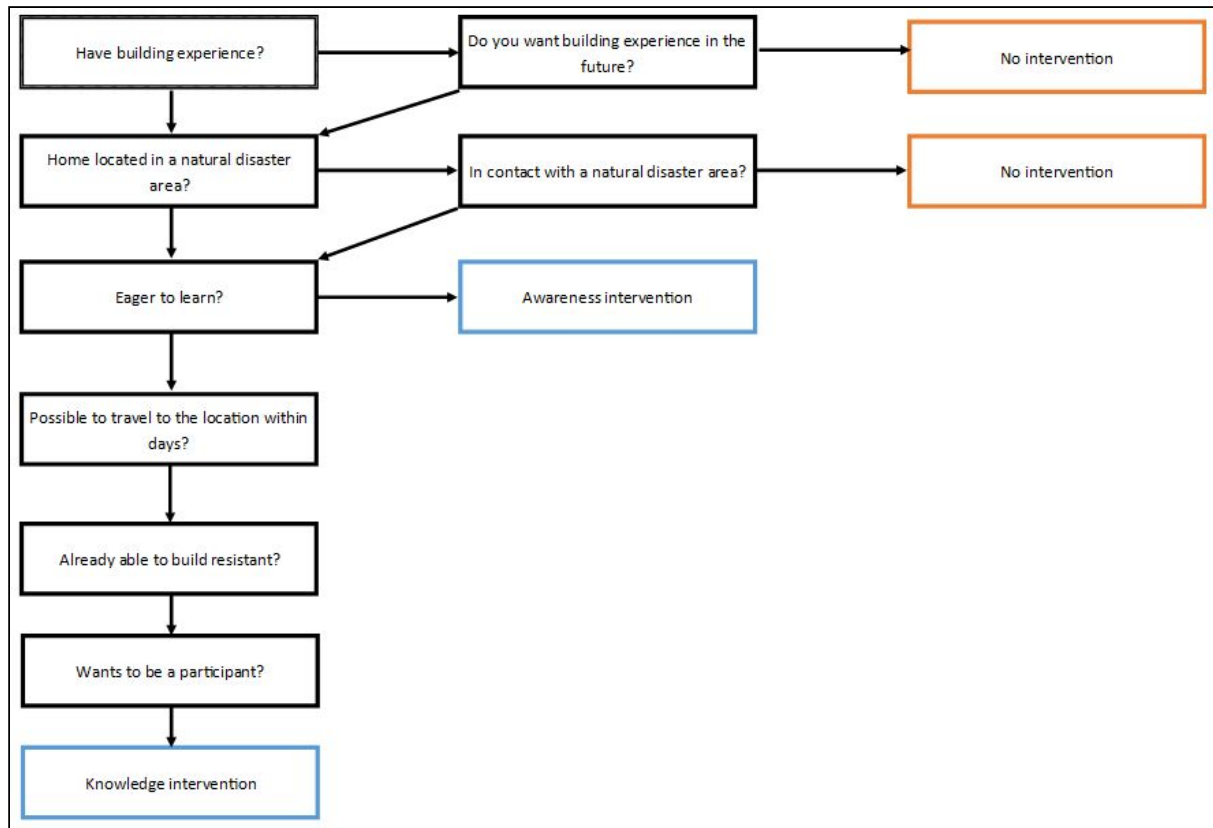 Have building experience?
Do you want building experience in the
future?
No intervention
Home located in a natural disaster
area?
In contact with a natural disaster area?
No intervention
Eager to learn?
Awareness intervention
Possible to travel to the location within
days?
Already able to build resistant?
Wants to be a participant?
Knowledge intervention